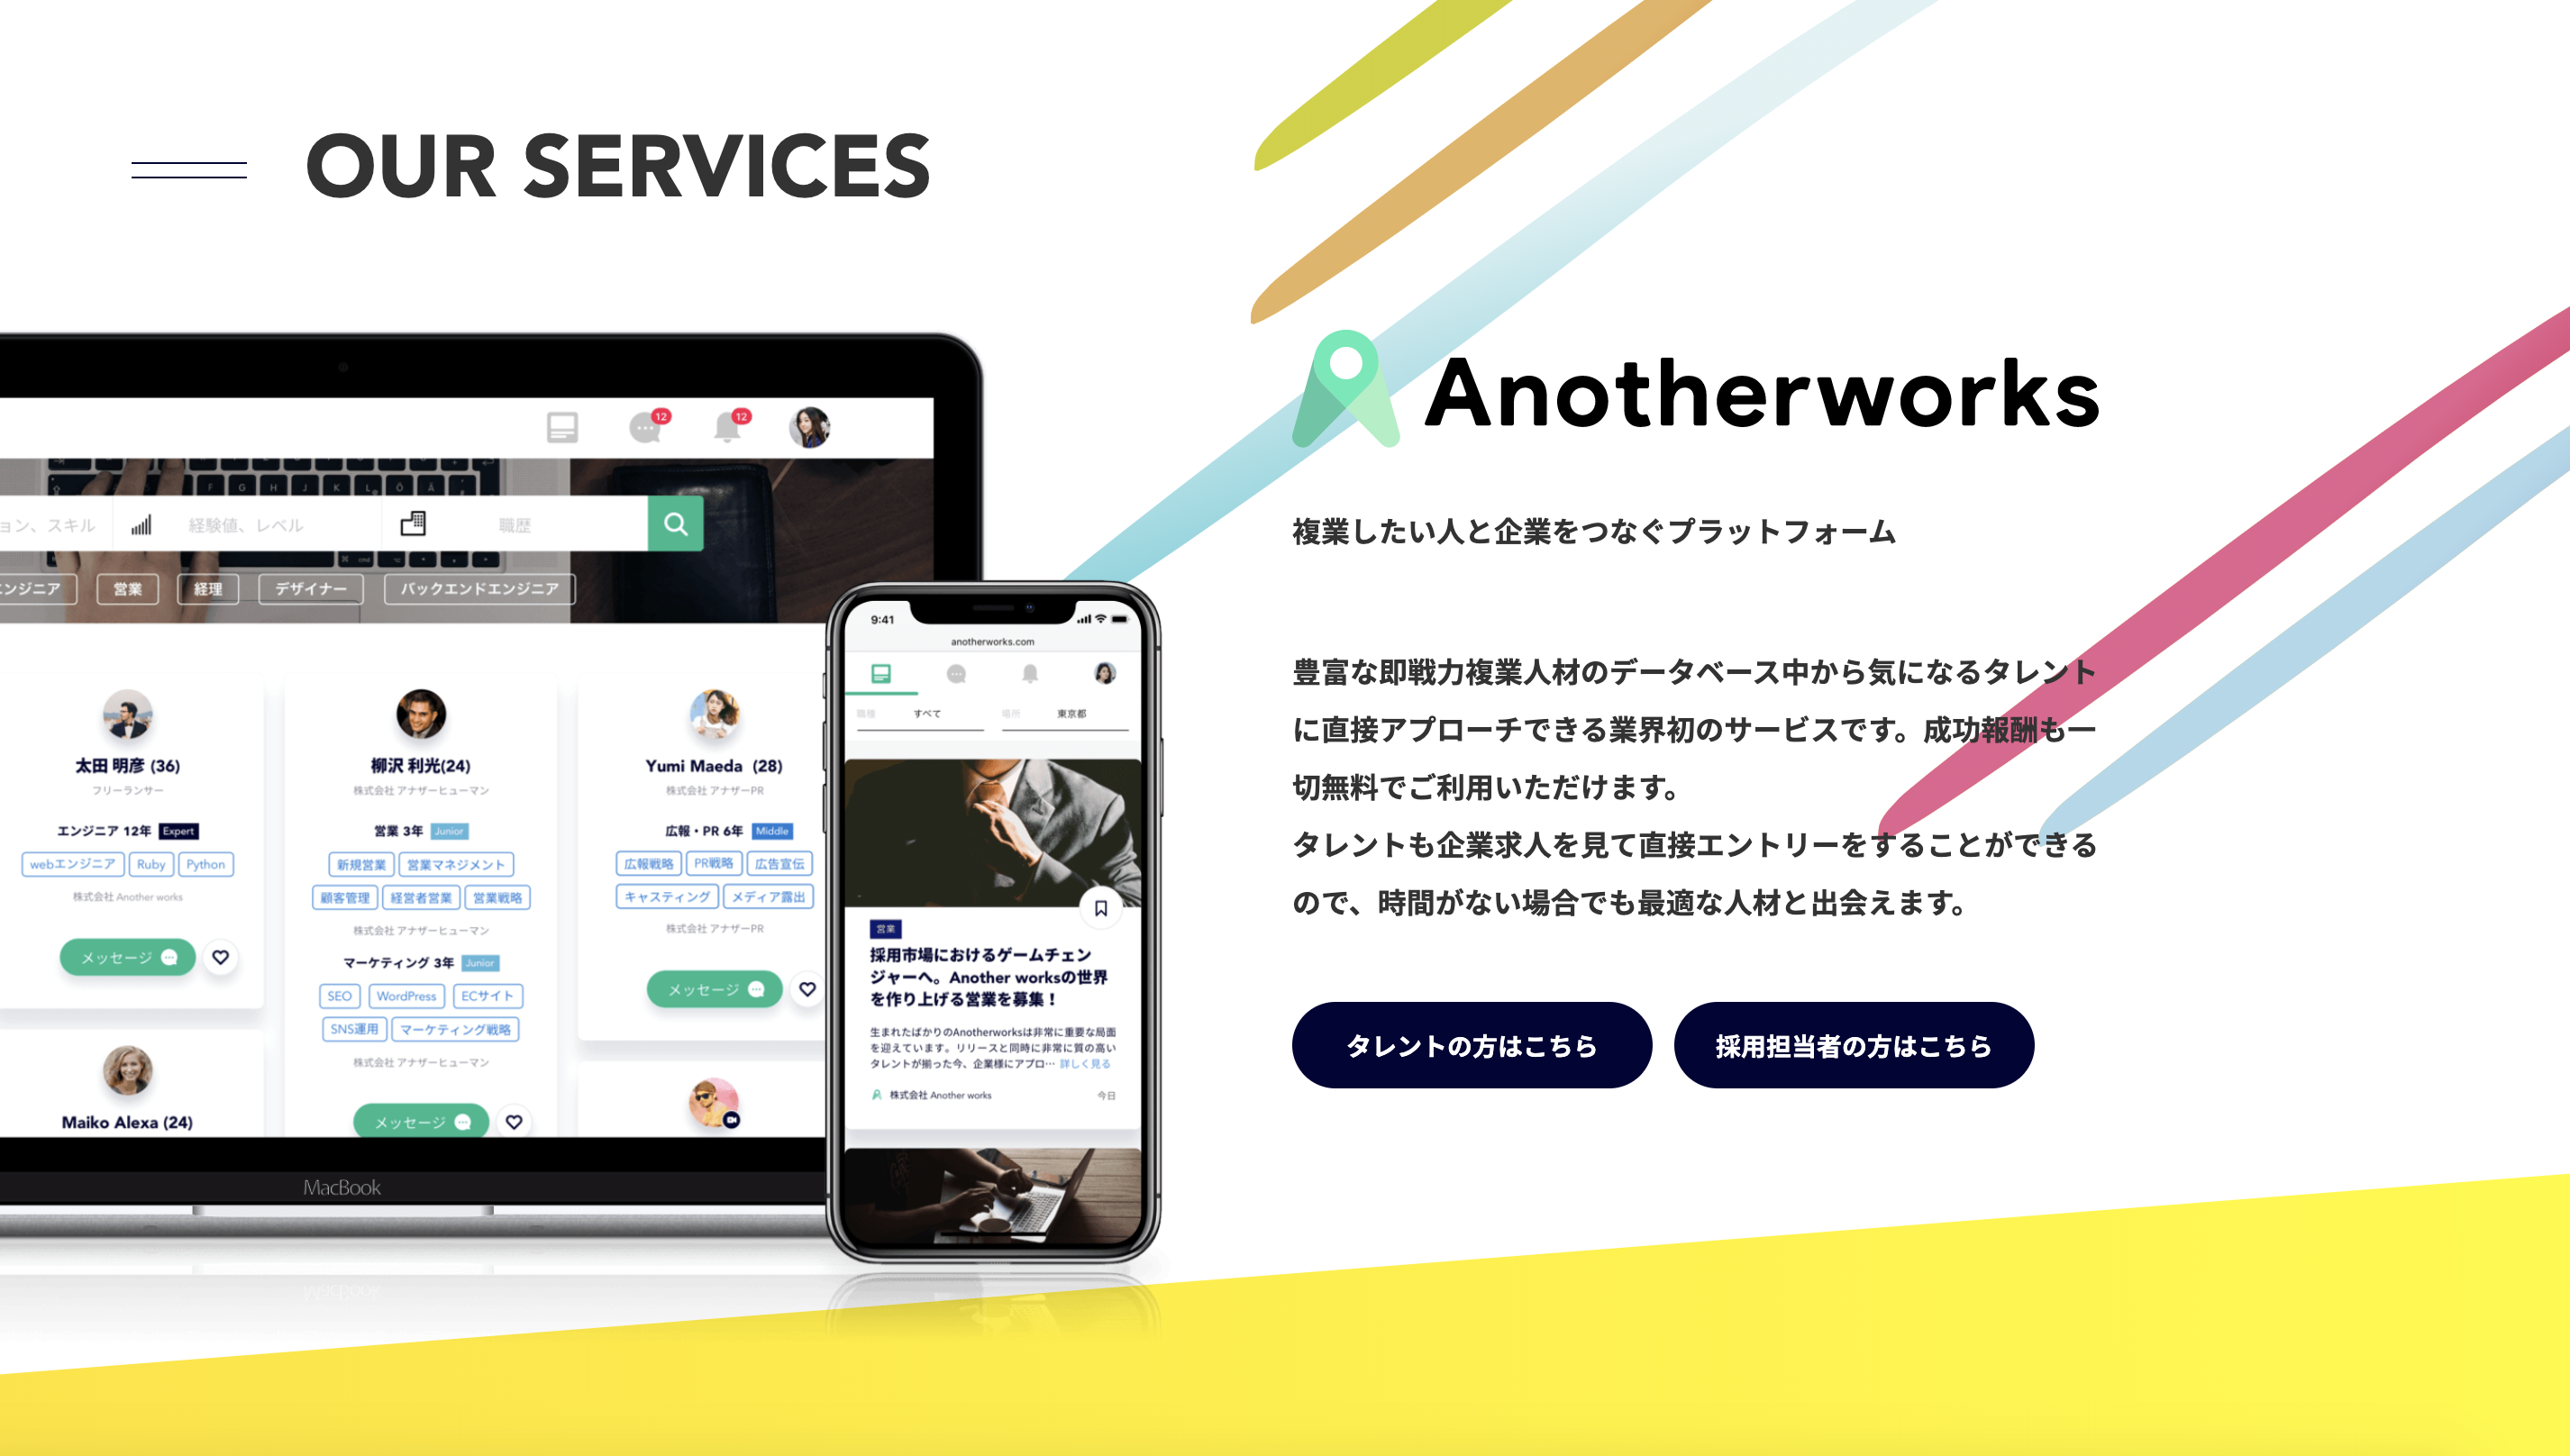 OUR SERVICES
Anotherworks
複業したい人と企業をつなぐプラットフォーム
豊富な即戦力複業人材のデータベース中から気になるタレント
に直接アプローチできる業界初のサービスです。成功報酬も一
切無料でご利用いただけます。
タレントも企業求人を見て直接エントリーをすることができる
ので、時間がない場合でも最適な人材と出会えます。
タレントの方はこちら
採用担当者の方はこちら
12
12
ョン、スキル
経験値、レベル
職歴
ンジニア
営業
経理
デザイナー
バックエンドエンジニア
太田 明彦 (36)
フリーランサー
エンジニア 12年 Expert
webエンジニア Ruby Python
株式会社 Another works
メッセージ
Maiko Alexa (24)
柳沢 利光(24)
株式会社 アナザーヒューマン
営業 3年 Junior
新規営業 営業マネジメント
顧客管理 経営者営業 営業戦略
株式会社 アナザーヒューマン
マーケティング 3年 Junior
SEO WordPress ECサイト
SNS運用 マーケティング戦略
株式会社 アナザーヒューマン
メッセージ
Yumi Maeda (28)
株式会社 アナザーPR
広報・PR 6年 Middle
広報戦略 PR戦略 広告宣伝
キャスティング メディア露出
株式会社 アナザーPR
メッセージ
MacBook
9:41
anotherworks.com
職種 すべて 場所 東京都
営業
採用市場におけるゲームチェン
ジャーへ。Another worksの世界
を作り上げる営業を募集！
生まれたばかりのAnotherworksは非常に重要な局面
を迎えています。リリースと同時に非常に質の高い
タレントが揃った今、企業様にアプロ… 詳しく見る
株式会社 Another works 今日